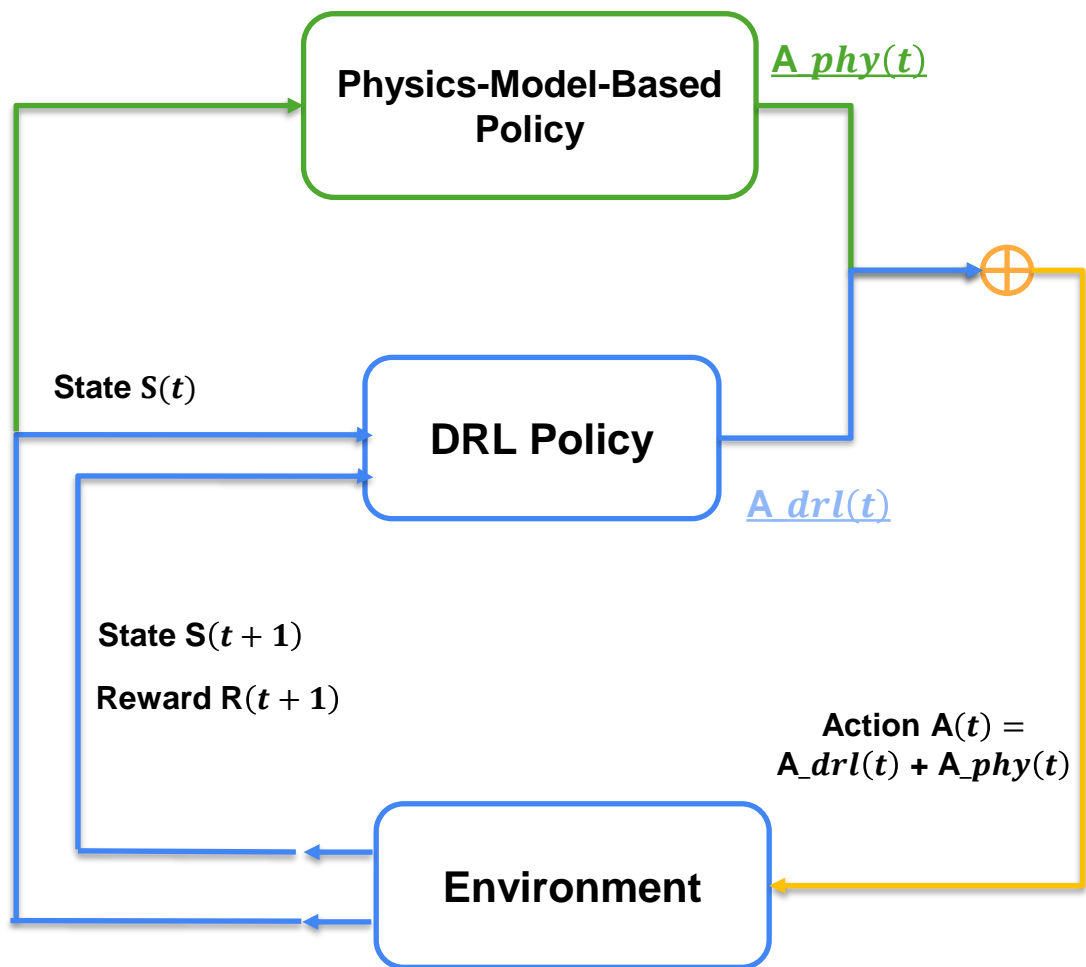 A_phy(t)
Physics-Model-Based
Policy
State S(t)
DRL Policy
A_drl(t)
State S(t + 1)
Reward R(t + 1)
Action A(t) =
A_drl(t) + A_phy(t)
Environment